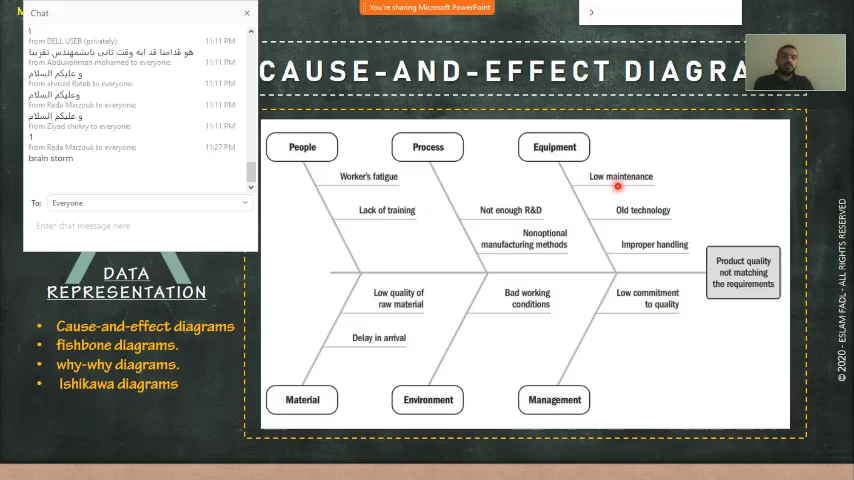 You're sharing Microsoft PowerPoint
Chat
1
from DELL USER (privately): 11:11 PM
هو قدامنا قد ايه وقت تاني يابشمهندس تقريبا
from Abdulrahman mohamed to everyone: 11:11 PM
و عليكم السلام
from ahmed Rateb to everyone: 11:11 PM
وعليكم السلام
from Reda Marzouk to everyone: 11:11 PM
و عليكم السلام
from Ziyad shokry to everyone: 11:11 PM
1
from Reda Marzouk to everyone: 11:27 PM
brain storm
To: Everyone
Enter chat message here
CAUSE-AND-EFFECT DIAGRA
People
Process
Equipment
Worker's fatigue
Low maintenance
Lack of training
Not enough R&D
Old technology
Nonoptional
manufacturing methods
Improper handling
Product quality
not matching
the requirements
Low quality of
raw material
Bad working
conditions
Low commitment
to quality
Delay in arrival
Material
Environment
Management
DATA
REPRESENTATION
• Cause-and-effect diagrams
• fishbone diagrams.
• why-why diagrams.
• Ishikawa diagrams
© 2020 - ESLAM FADL - ALL RIGHTS RESERVED